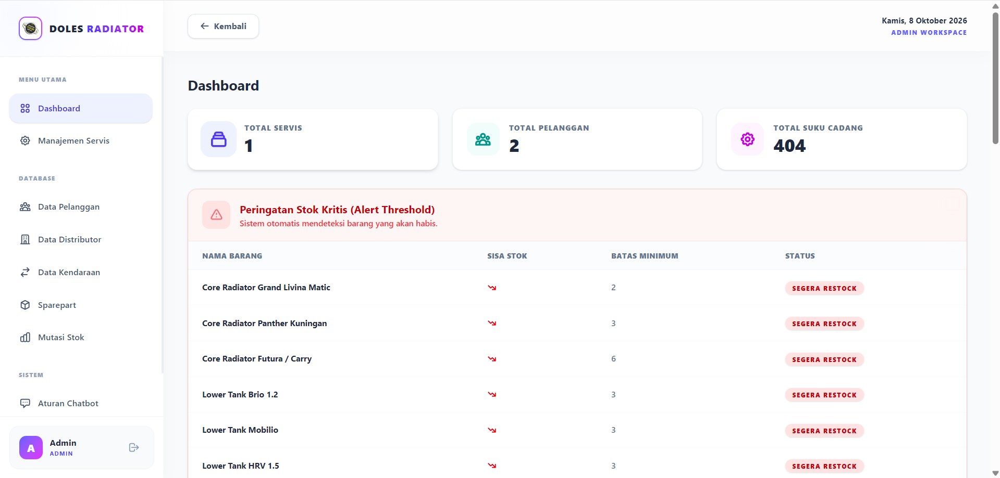 DOLES RADIATOR
MENU UTAMA
Dashboard
Manajemen Servis
DATABASE
Data Pelanggan
Data Distributor
Data Kendaraan
Sparepart
Mutasi Stok
SISTEM
Aturan Chatbot
A
Admin
ADMIN
Kembali
Kamis, 8 Oktober 2026
ADMIN WORKSPACE
Dashboard
TOTAL SERVIS
1
TOTAL PELANGGAN
2
TOTAL SUKU CADANG
404
Peringatan Stok Kritis (Alert Threshold)
Sistem otomatis mendeteksi barang yang akan habis.
NAMA BARANG SISA STOK BATAS MINIMUM STATUS
Core Radiator Grand Livina Matic 2 SEGERA RESTOCK
Core Radiator Panther Kuningan 3 SEGERA RESTOCK
Core Radiator Futura / Carry 6 SEGERA RESTOCK
Lower Tank Brio 1.2 3 SEGERA RESTOCK
Lower Tank Mobilio 3 SEGERA RESTOCK
Lower Tank HRV 1.5 3 SEGERA RESTOCK